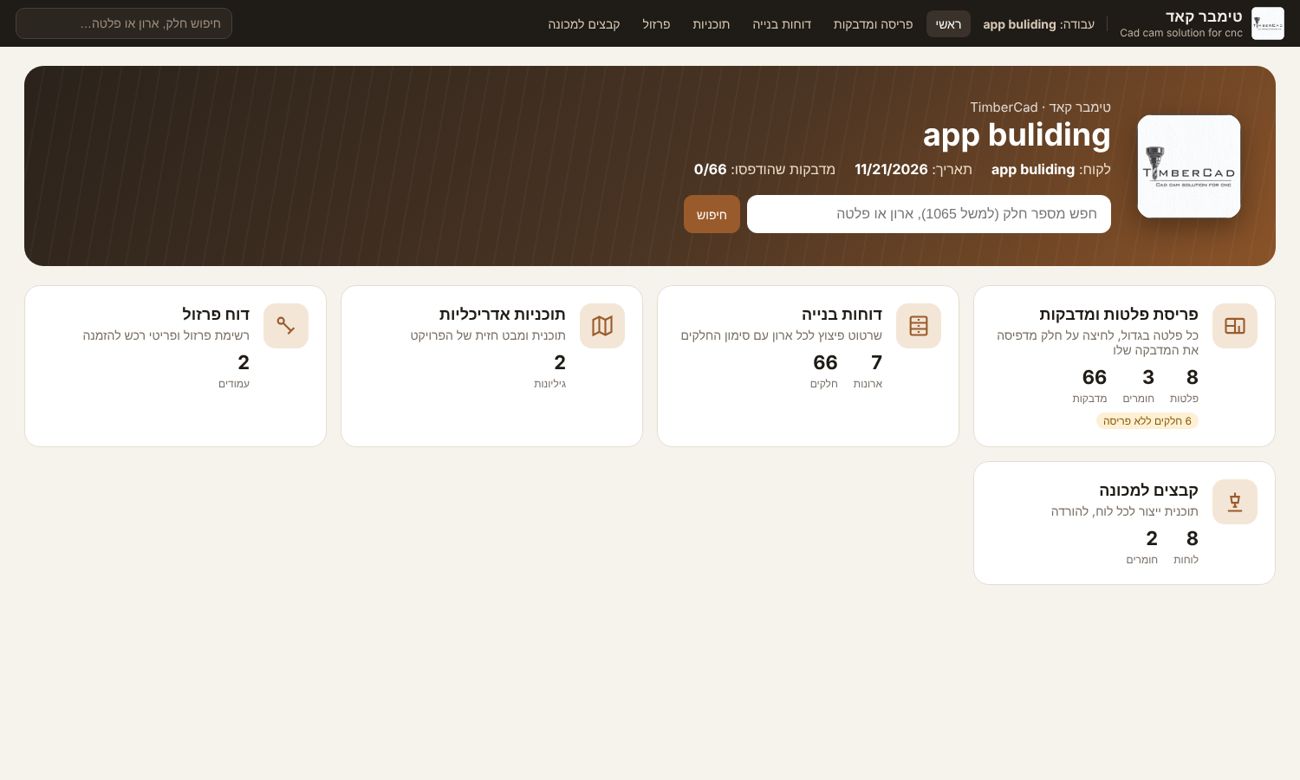 טימבר קאד
Cad cam solution for cnc
עבודה: app buliding
ראשי
פריסה ומדבקות
דוחות בנייה
תוכניות
פרזול
קבצים למכונה
חיפוש חלק, ארון או פלטה...
טימבר קאד · TimberCad
app buliding
לקוח: app buliding תאריך: 11/21/2026 מדבקות שהודפסו: 0/66
חפש מספר חלק (למשל 1065), ארון או פלטה
חיפוש
TIMBERCAD
CAD CAM SOLUTION FOR CNC
פריסת פלטות ומדבקות
כל פלטה בגדול, לחיצה על חלק מדפיסה
את המדבקה שלו
8 3 66
פלטות חומרים מדבקות
6 חלקים ללא פריסה
דוחות בנייה
שרטוט פיצוץ לכל ארון עם סימון החלקים
7 66
ארונות חלקים
תוכניות אדריכליות
תוכנית ומבט חזית של הפרויקט
2
גיליונות
דוח פרזול
רשימת פרזול ופריטי רכש להזמנה
2
עמודים
קבצים למכונה
תוכנית ייצור לכל לוח, להורדה
8 2
לוחות חומרים